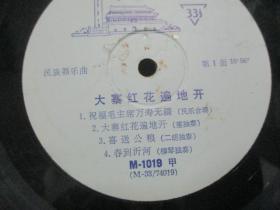 33⅓
民族器乐曲
第1面 18′56″
大寨红花遍地开
1. 祝福毛主席万寿无疆 (民乐合奏)
2. 大寨红花遍地开 (笛独奏)
3. 喜送公粮 (二胡独奏)
4. 春到沂河 (柳琴独奏)
M-1019 甲
(M-33/74019)